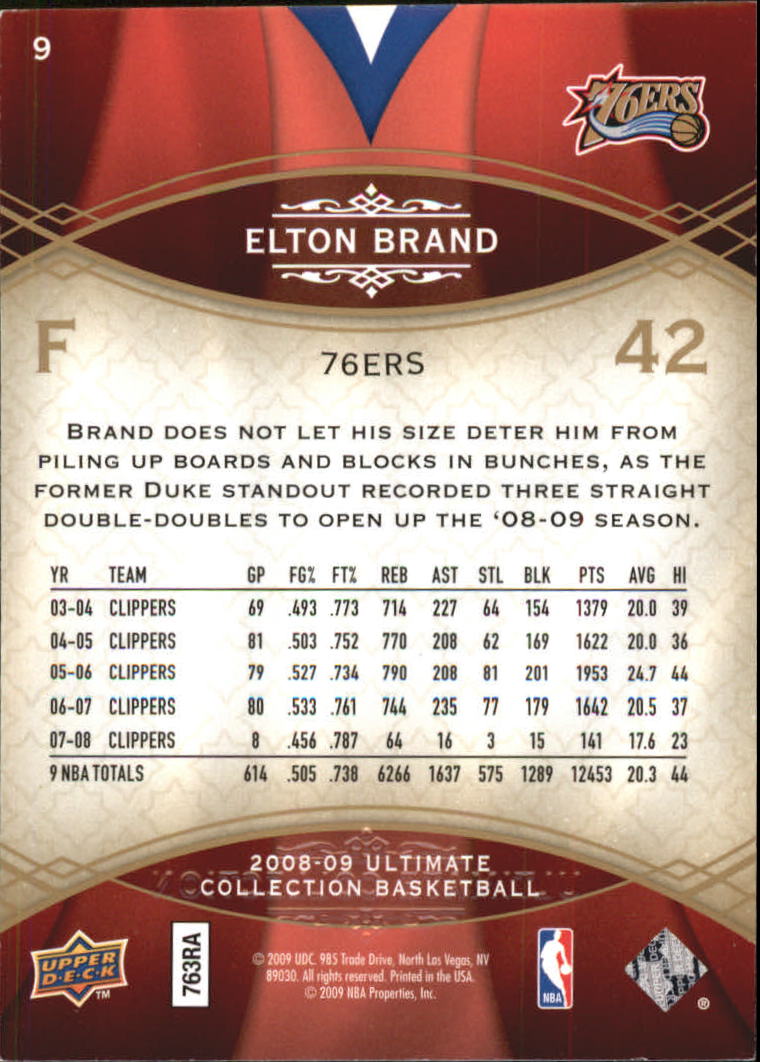 9
76ERS
ELTON BRAND
F 42
76ERS
BRAND DOES NOT LET HIS SIZE DETER HIM FROM
PILING UP BOARDS AND BLOCKS IN BUNCHES, AS THE
FORMER DUKE STANDOUT RECORDED THREE STRAIGHT
DOUBLE-DOUBLES TO OPEN UP THE '08-09 SEASON.
YR TEAM GP FG% FT% REB AST STL BLK PTS AVG HI
03-04 CLIPPERS 69 .493 .773 714 227 64 154 1379 20.0 39
04-05 CLIPPERS 81 .503 .752 770 208 62 169 1622 20.0 36
05-06 CLIPPERS 79 .527 .734 790 208 81 201 1953 24.7 44
06-07 CLIPPERS 80 .533 .761 744 235 77 179 1642 20.5 37
07-08 CLIPPERS 8 .456 .787 64 16 3 15 141 17.6 23
9 NBA TOTALS 614 .505 .738 6266 1637 575 1289 12453 20.3 44
2008-09 ULTIMATE
COLLECTION BASKETBALL
UPPER
D·E·C·K
TM
763RA
© 2009 UDC. 985 Trade Drive, North Las Vegas, NV
89030. All rights reserved. Printed in the USA.
© 2009 NBA Properties, Inc.
NBA
UPPER DECK
®